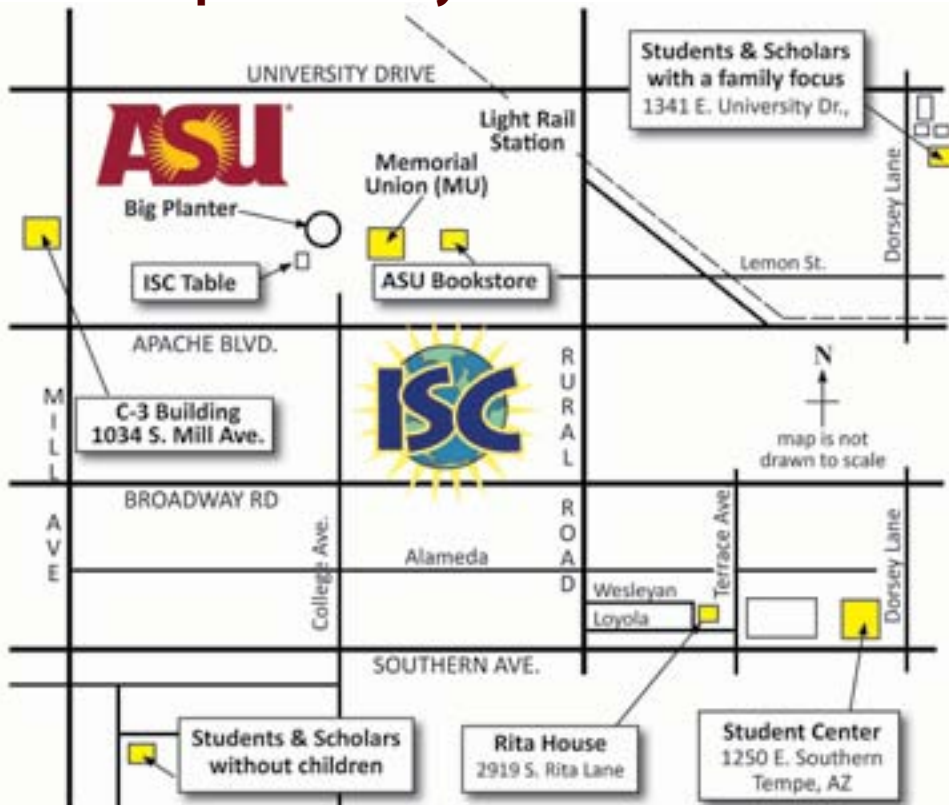 UNIVERSITY DRIVE
Students & Scholars
with a family focus
1341 E. University Dr.,
ASU
Light Rail
Station
Memorial
Union (MU)
Big Planter
ISC Table
ASU Bookstore
Lemon St.
Dorsey Lane
APACHE BLVD.
ISC
C-3 Building
1034 S. Mill Ave.
MILL AVE
RURAL ROAD
N
map is not
drawn to scale
BROADWAY RD
College Ave.
Alameda
Terrace Ave
Dorsey Lane
Wesleyan
Loyola
SOUTHERN AVE.
Students & Scholars
without children
Rita House
2919 S. Rita Lane
Student Center
1250 E. Southern
Tempe, AZ